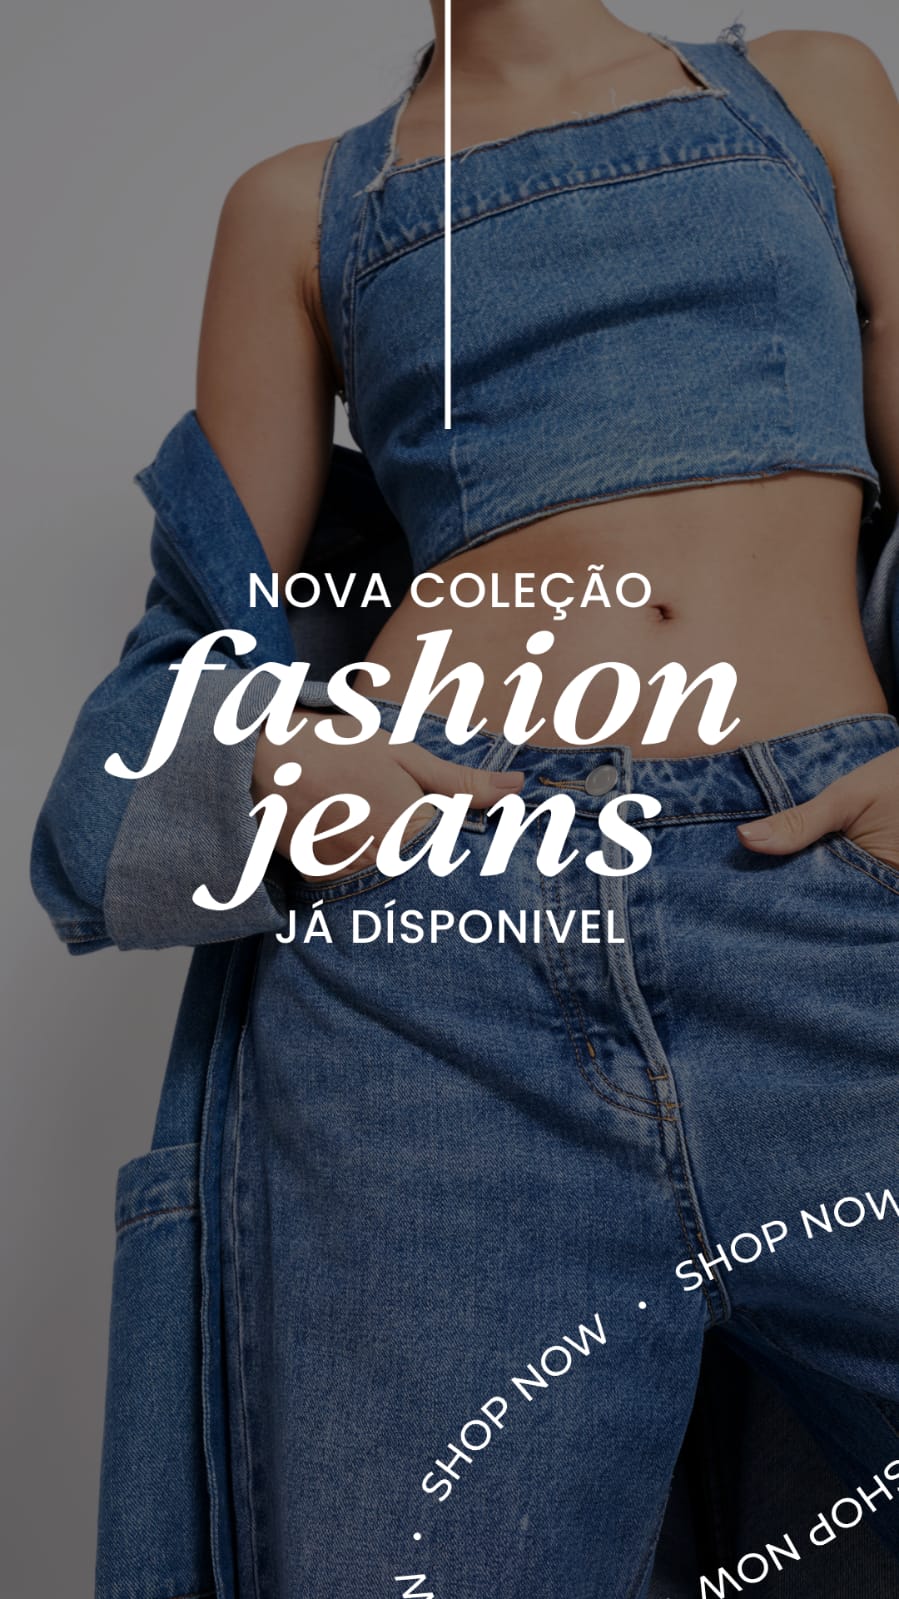 NOVA COLEÇÃO
fashion
jeans
JÁ DÍSPONIVEL
SHOP NOW • SHOP NOW •
SHOP NOW